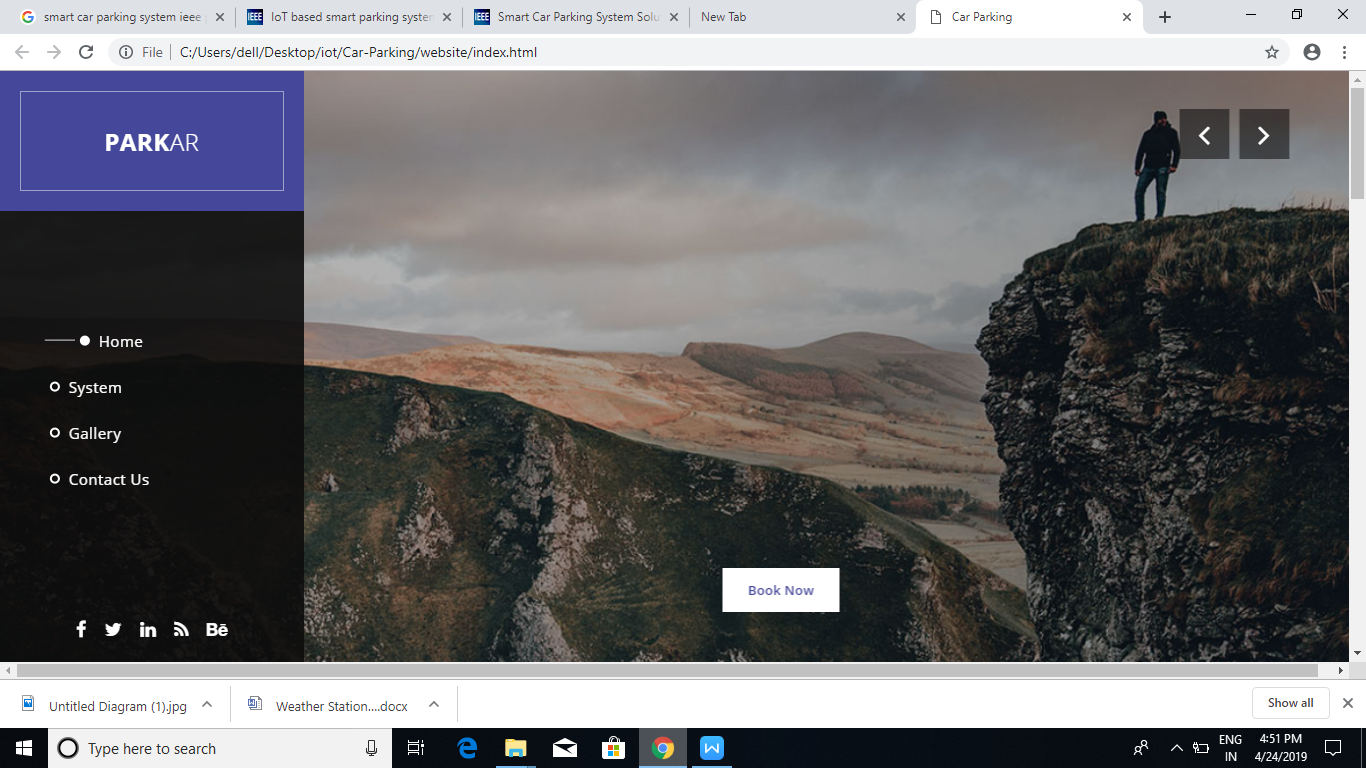 smart car parking system ieee
IoT based smart parking system
Smart Car Parking System Solu
New Tab
Car Parking
File
C:/Users/dell/Desktop/iot/Car-Parking/website/index.html
PARKAR
Home
System
Gallery
Contact Us
Bē
Book Now
Untitled Diagram (1).jpg
Weather Station....docx
Show all
Type here to search
ENG
IN
4:51 PM
4/24/2019